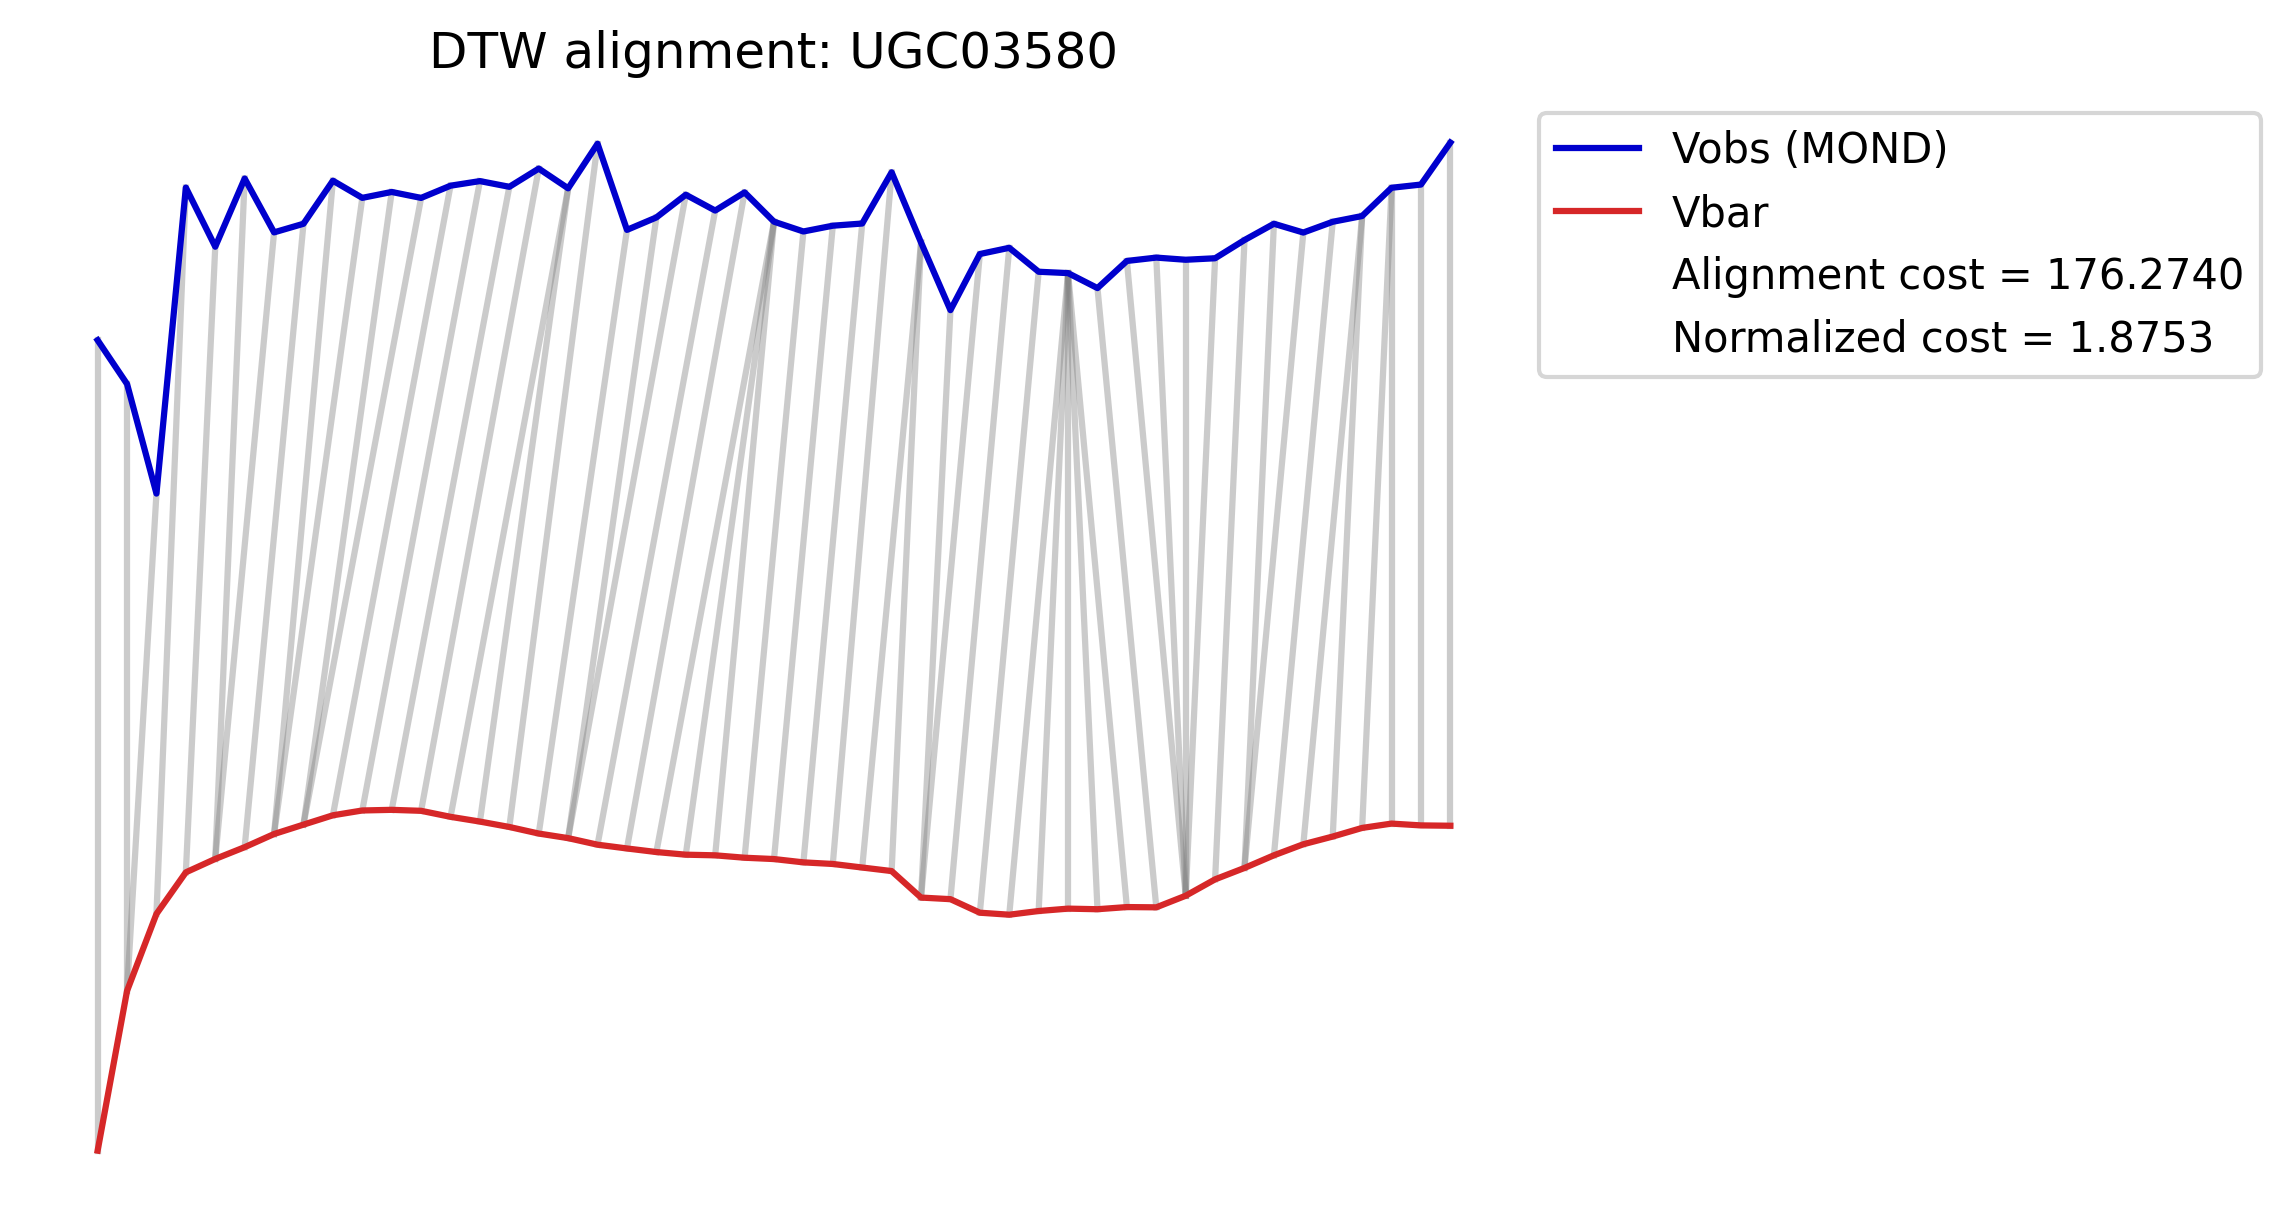 DTW alignment: UGC03580
Vobs (MOND)
Vbar
Alignment cost = 176.2740
Normalized cost = 1.8753